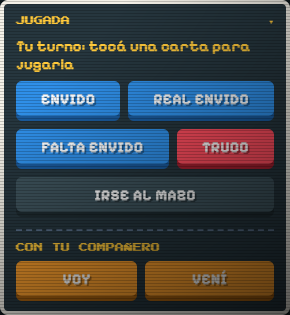 JUGADA
Tu turno: tocá una carta para
jugarla
ENVIDO REAL ENVIDO
FALTA ENVIDO TRUCO
IRSE AL MAZO
CON TU COMPAÑERO
VOY VENÍ